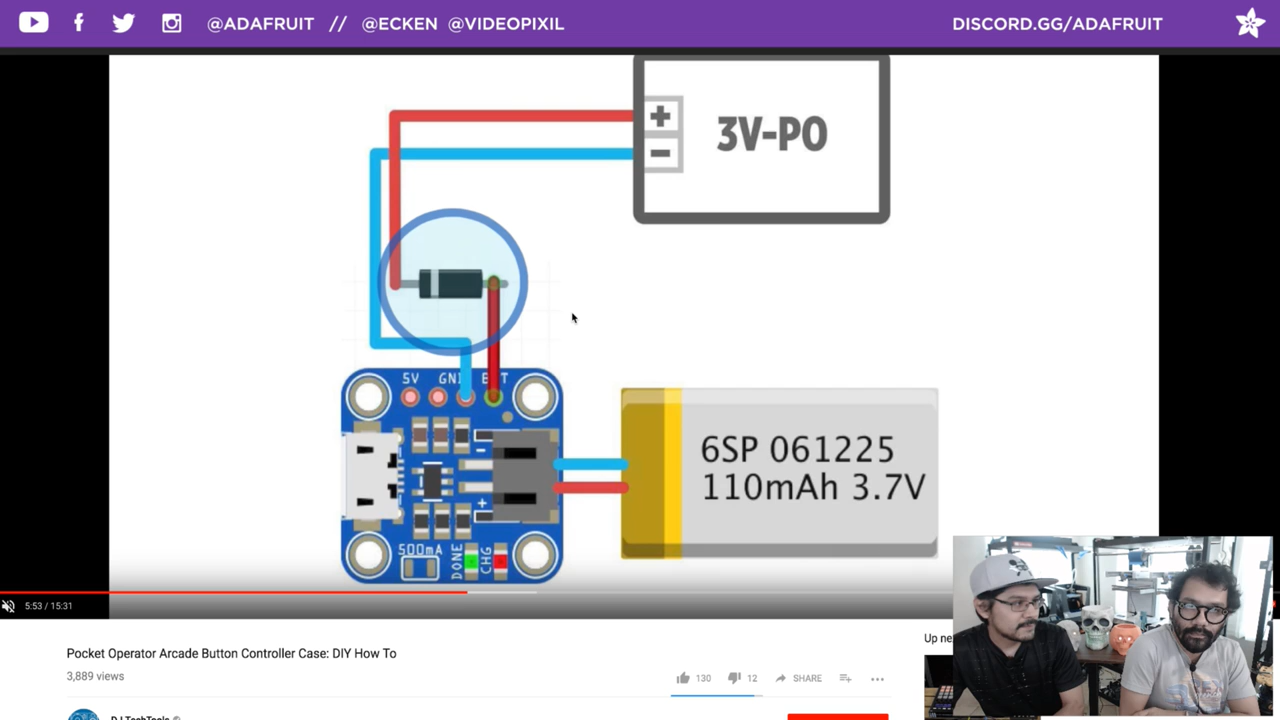 @ADAFRUIT // @ECKEN @VIDEOPIXIL
DISCORD.GG/ADAFRUIT
+
3V-PO
−
5V GND
-
+
500mA
DONE
CHG
6SP 061225
110mAh 3.7V
5:53 / 15:31
Pocket Operator Arcade Button Controller Case: DIY How To
3,889 views
130
12
SHARE
Up
DJ TechTools